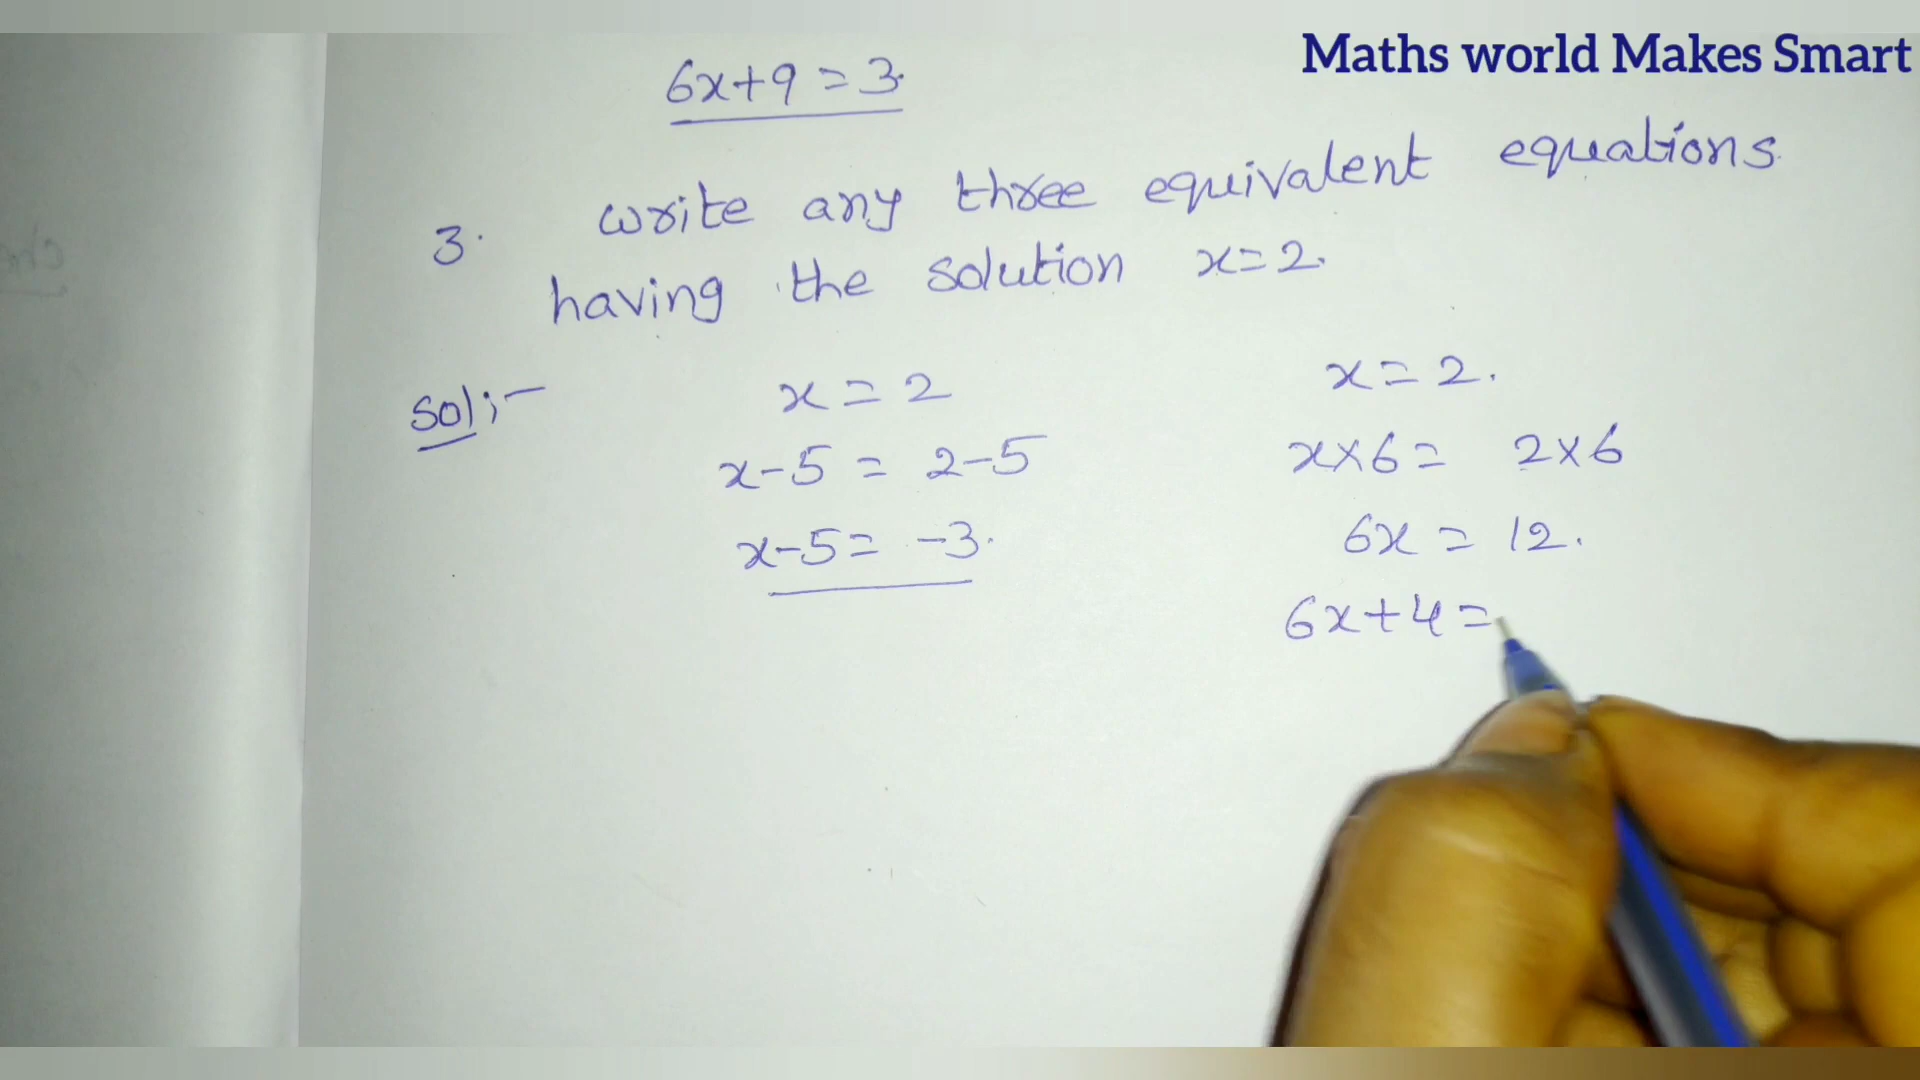 Maths world Makes Smart
6x+9=3.
3. write any three equivalent equations
having the solution x=2.
Sol:-
x = 2
x-5 = 2-5
x-5 = -3.
x = 2.
x×6 = 2×6
6x = 12.
6x+4=